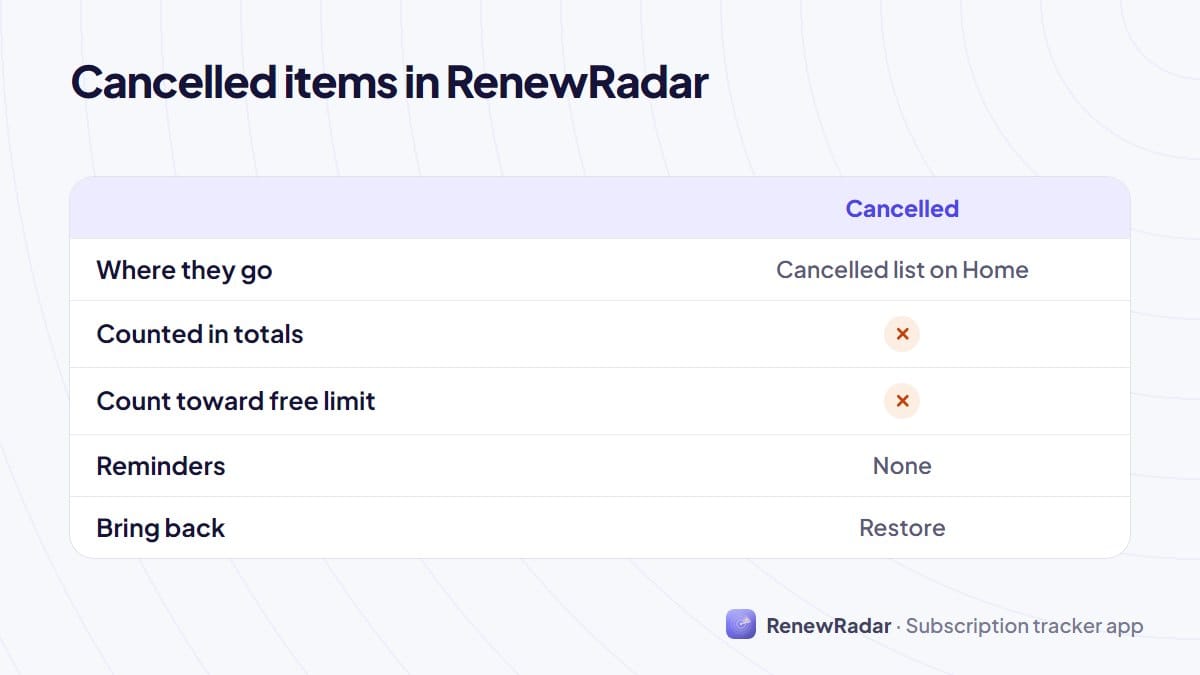 Cancelled items in RenewRadar
Cancelled
Where they go Cancelled list on Home
Counted in totals ✕
Count toward free limit ✕
Reminders None
Bring back Restore
RenewRadar · Subscription tracker app